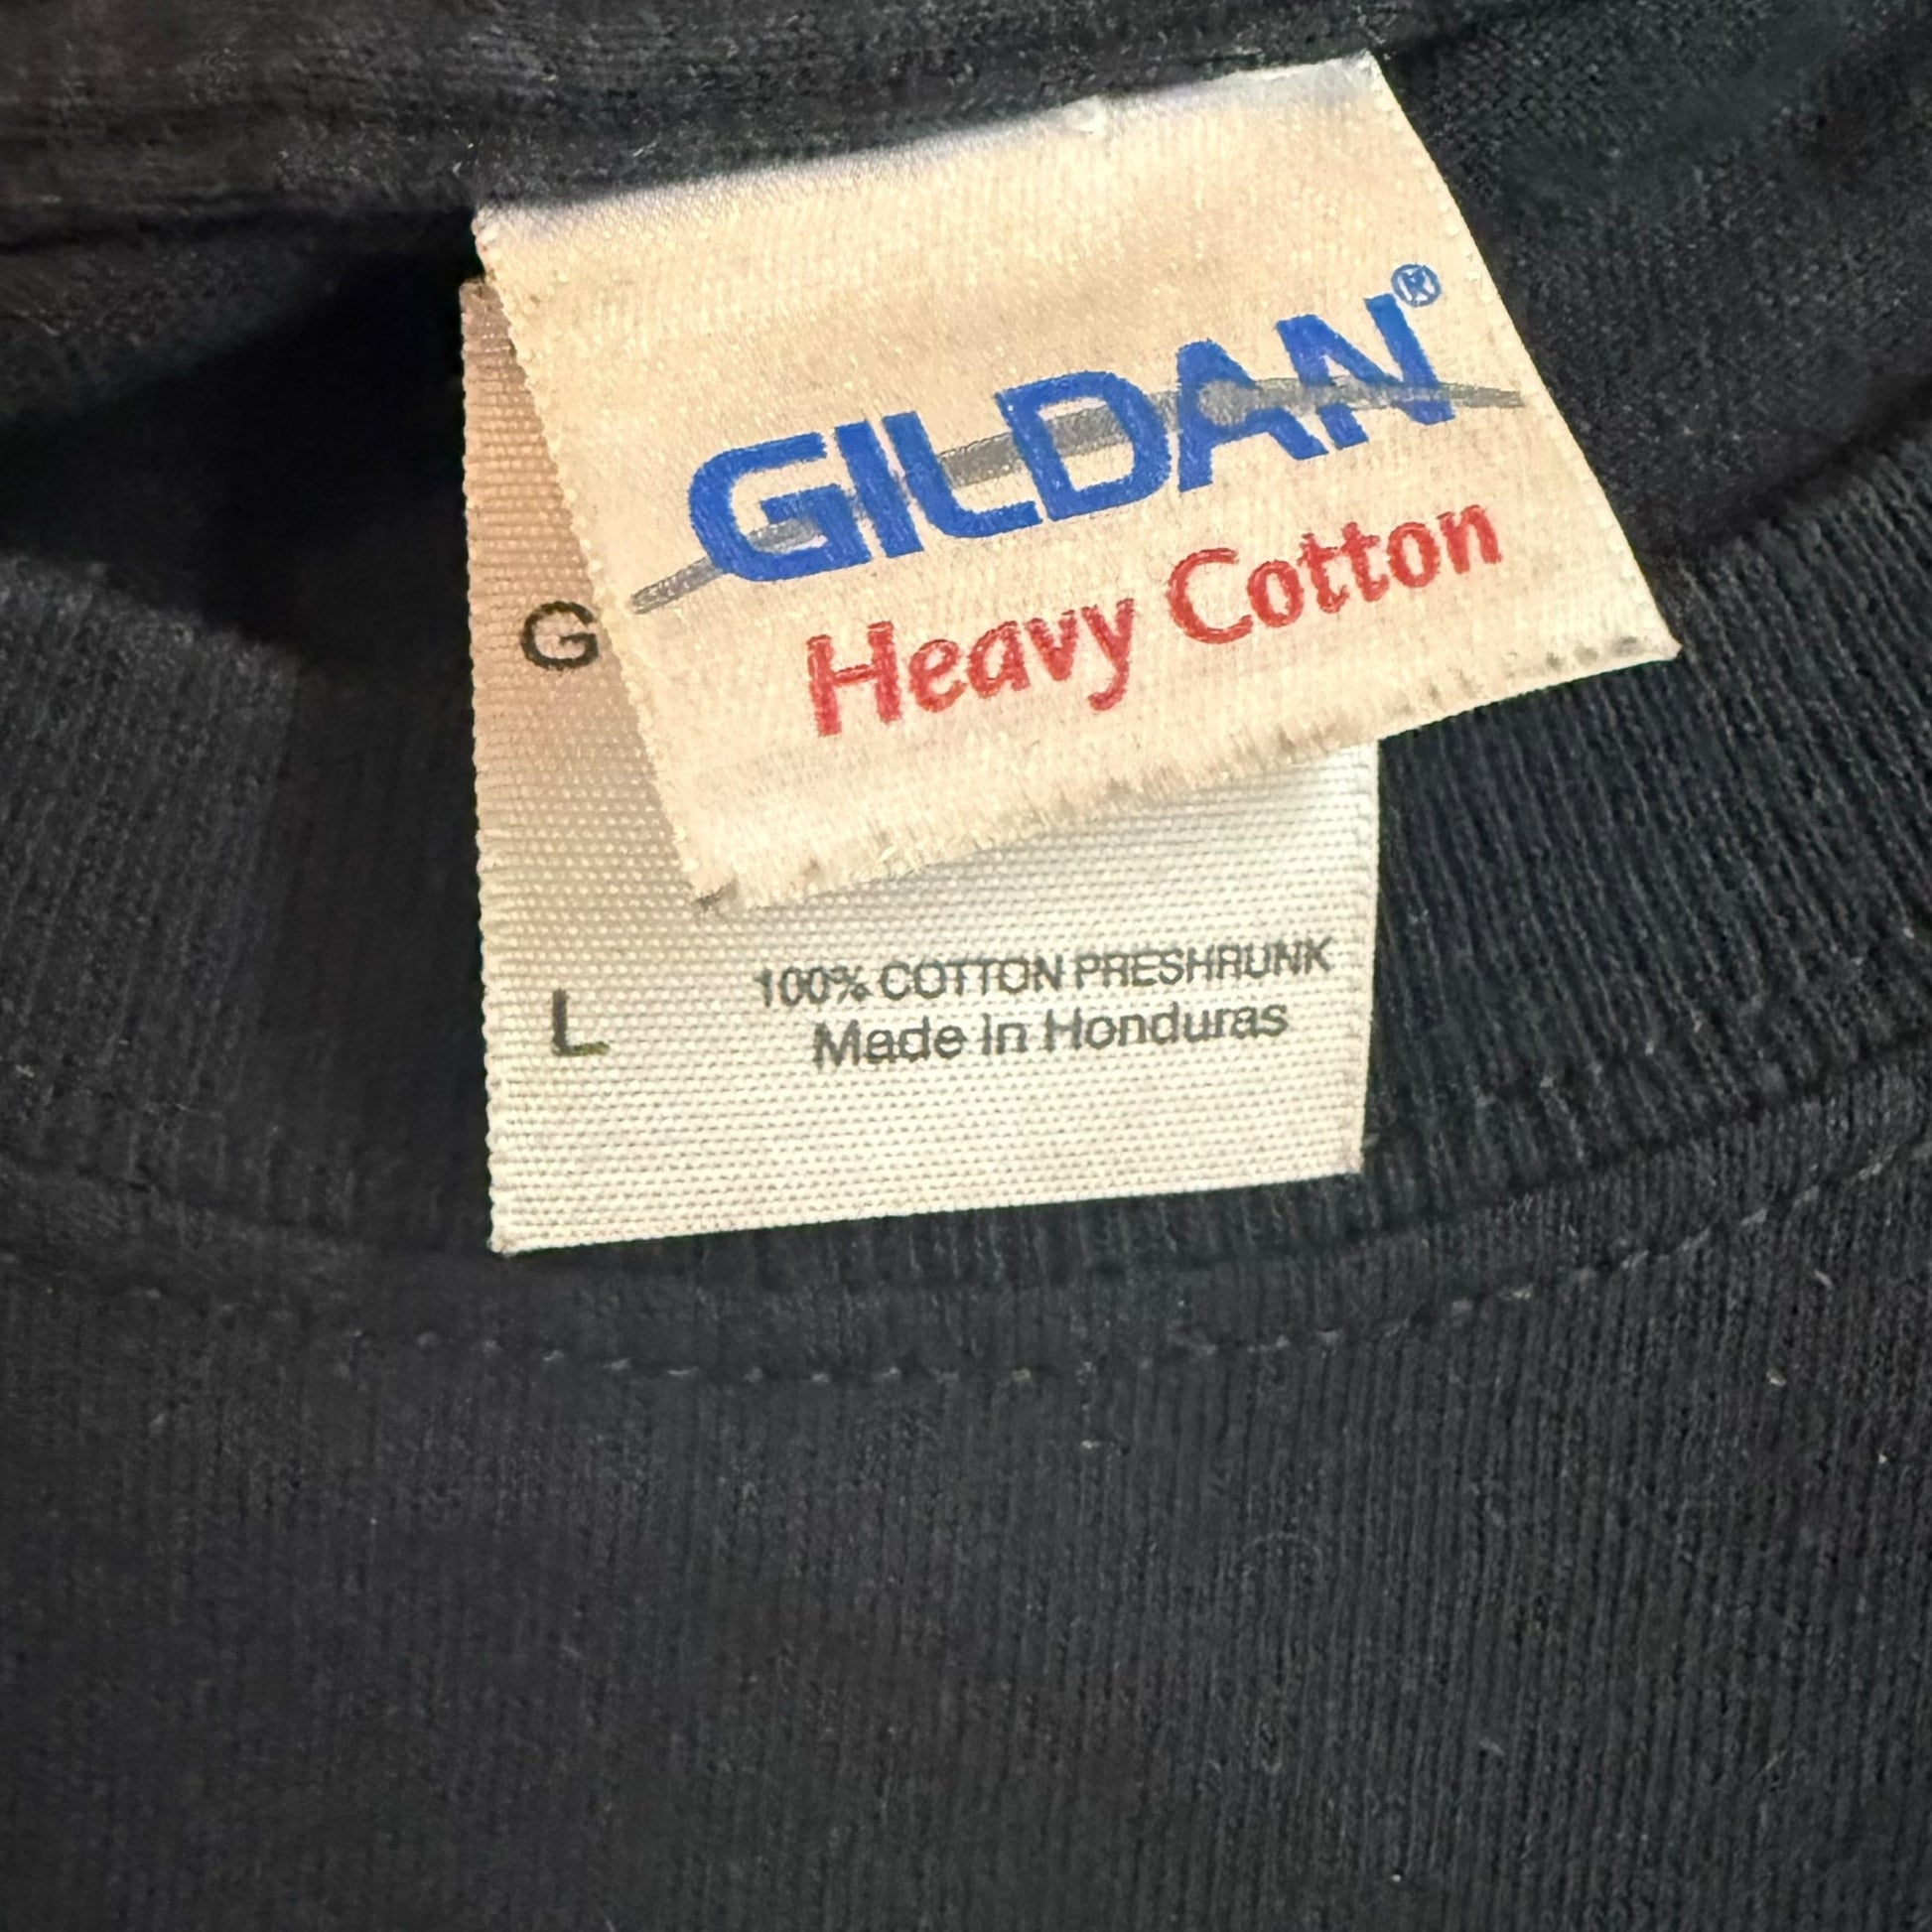 GILDAN®
Heavy Cotton
G
100% COTTON PRESHRUNK
L
Made in Honduras